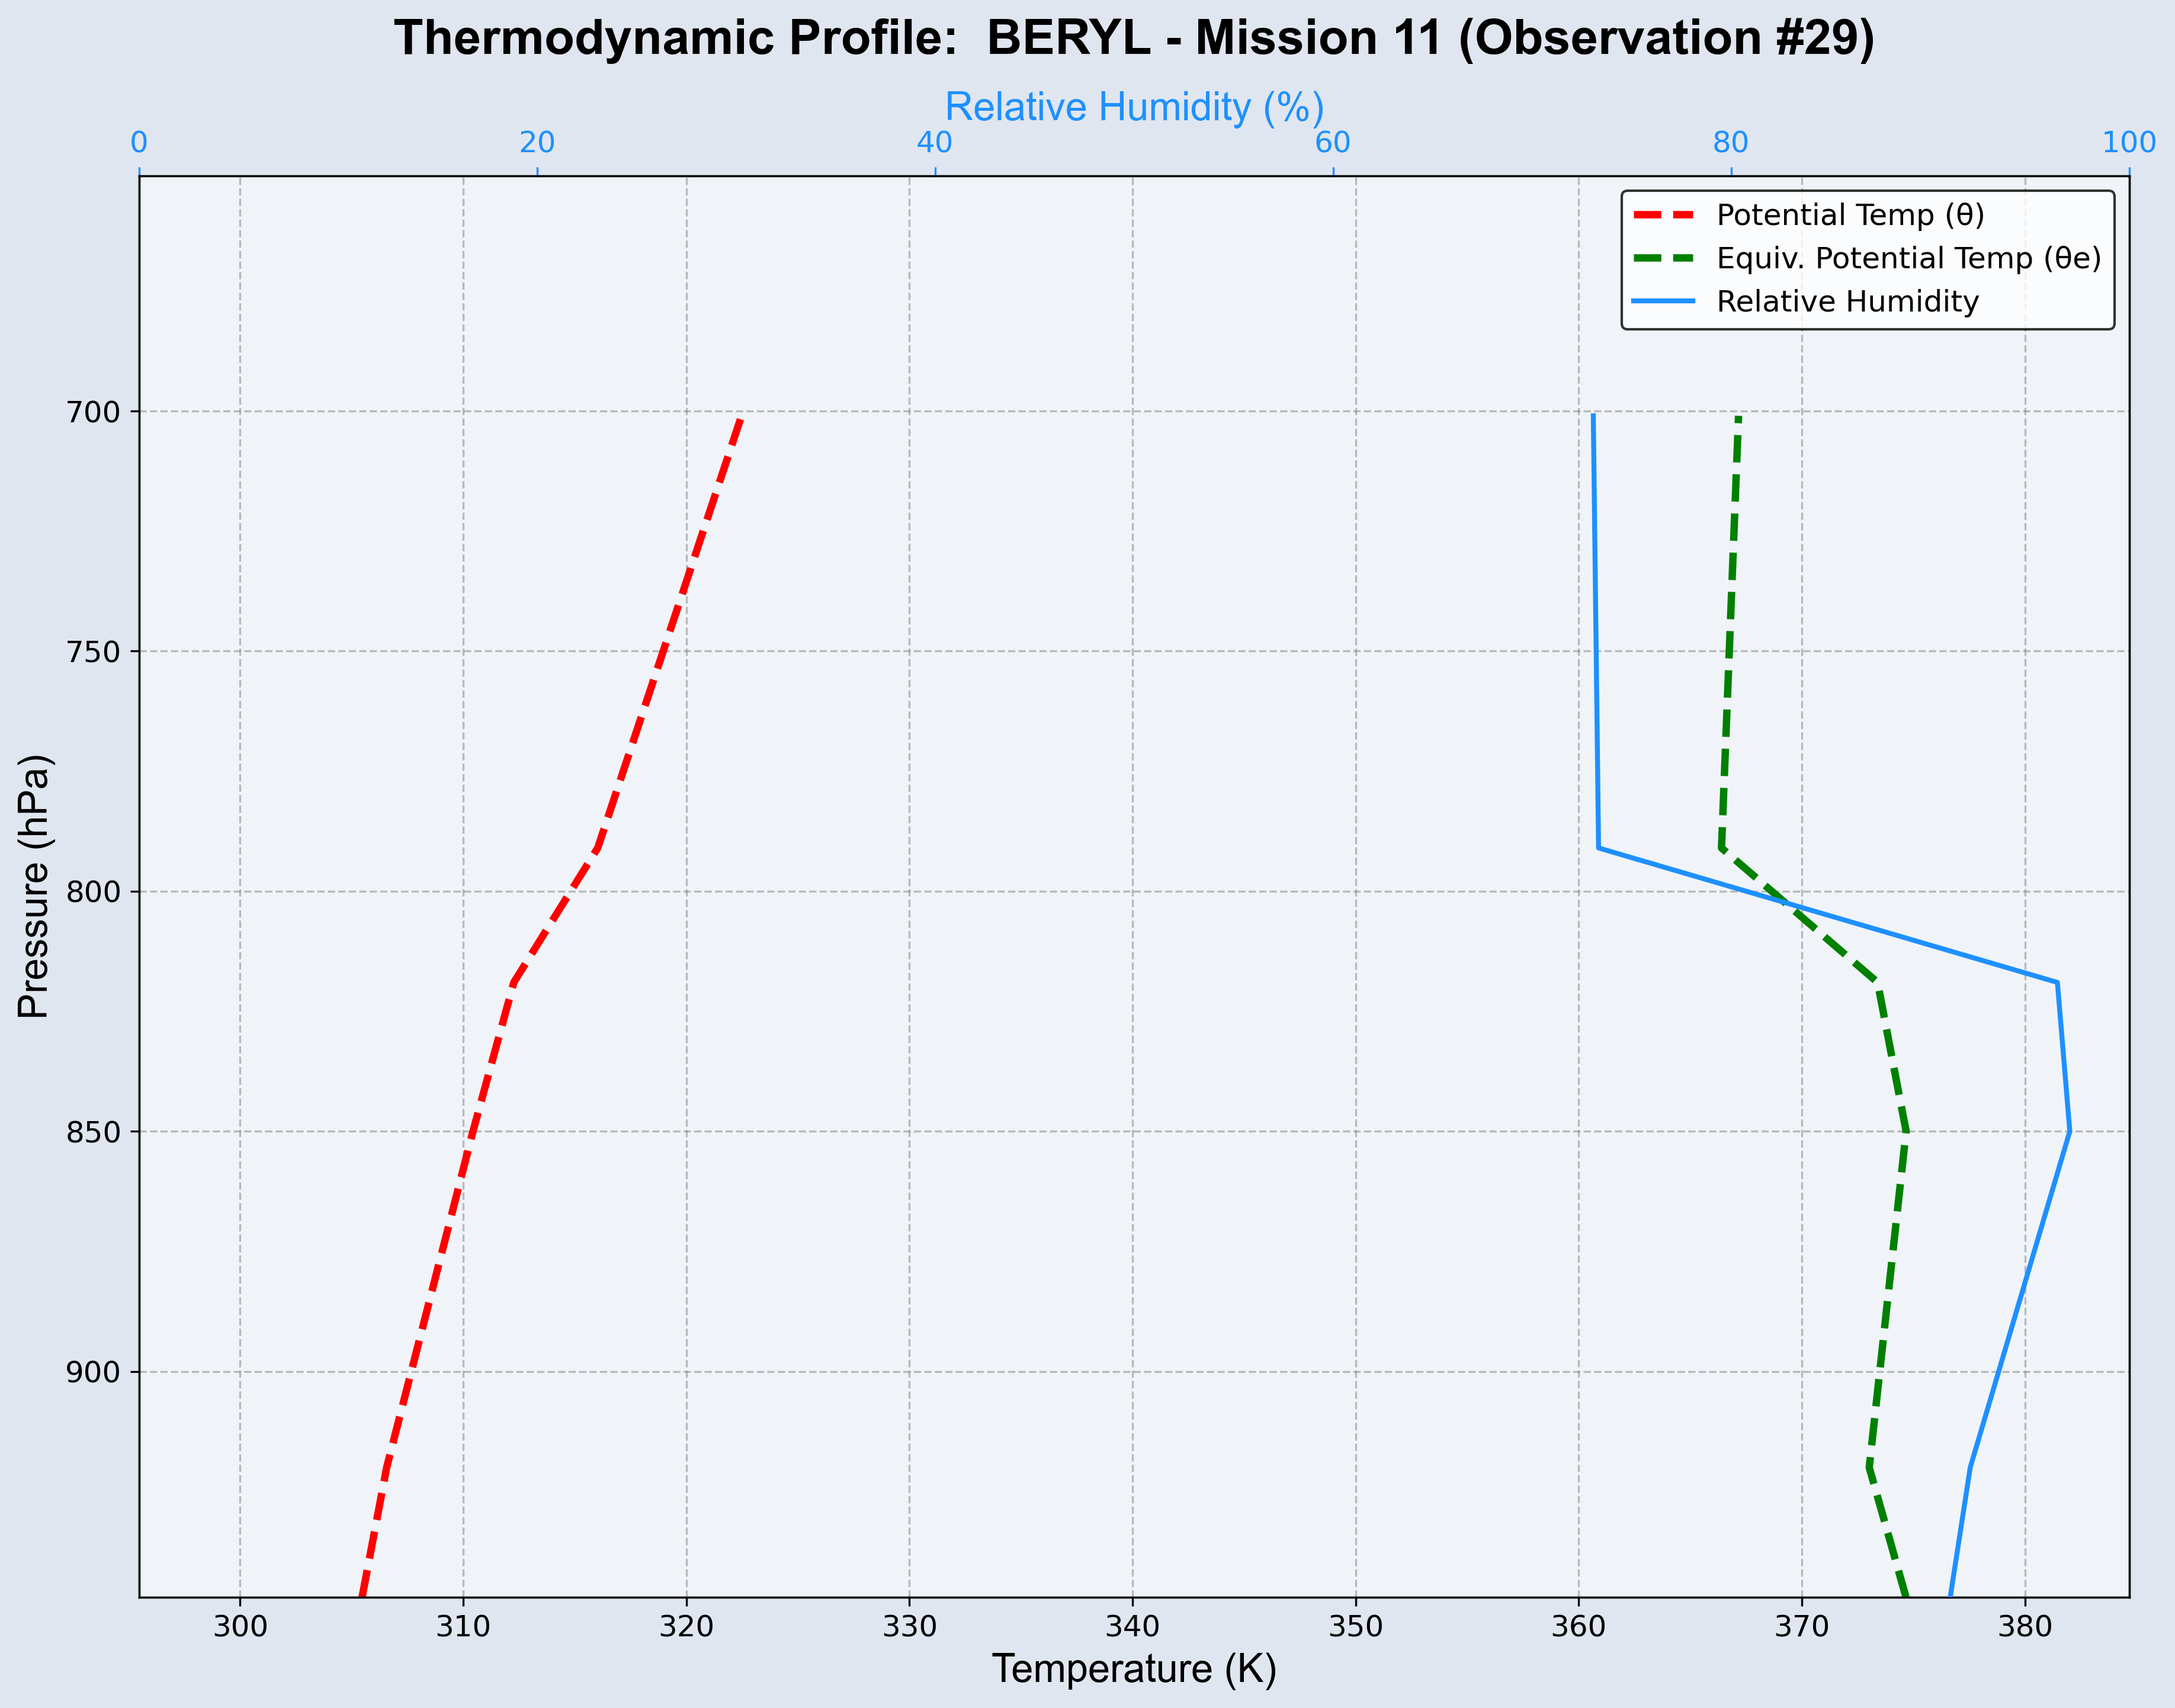 Thermodynamic Profile:  BERYL - Mission 11 (Observation #29)
Relative Humidity (%)
0 20 40 60 80 100
Potential Temp (θ)
Equiv. Potential Temp (θe)
Relative Humidity
700
750
800
850
900
Pressure (hPa)
300 310 320 330 340 350 360 370 380
Temperature (K)